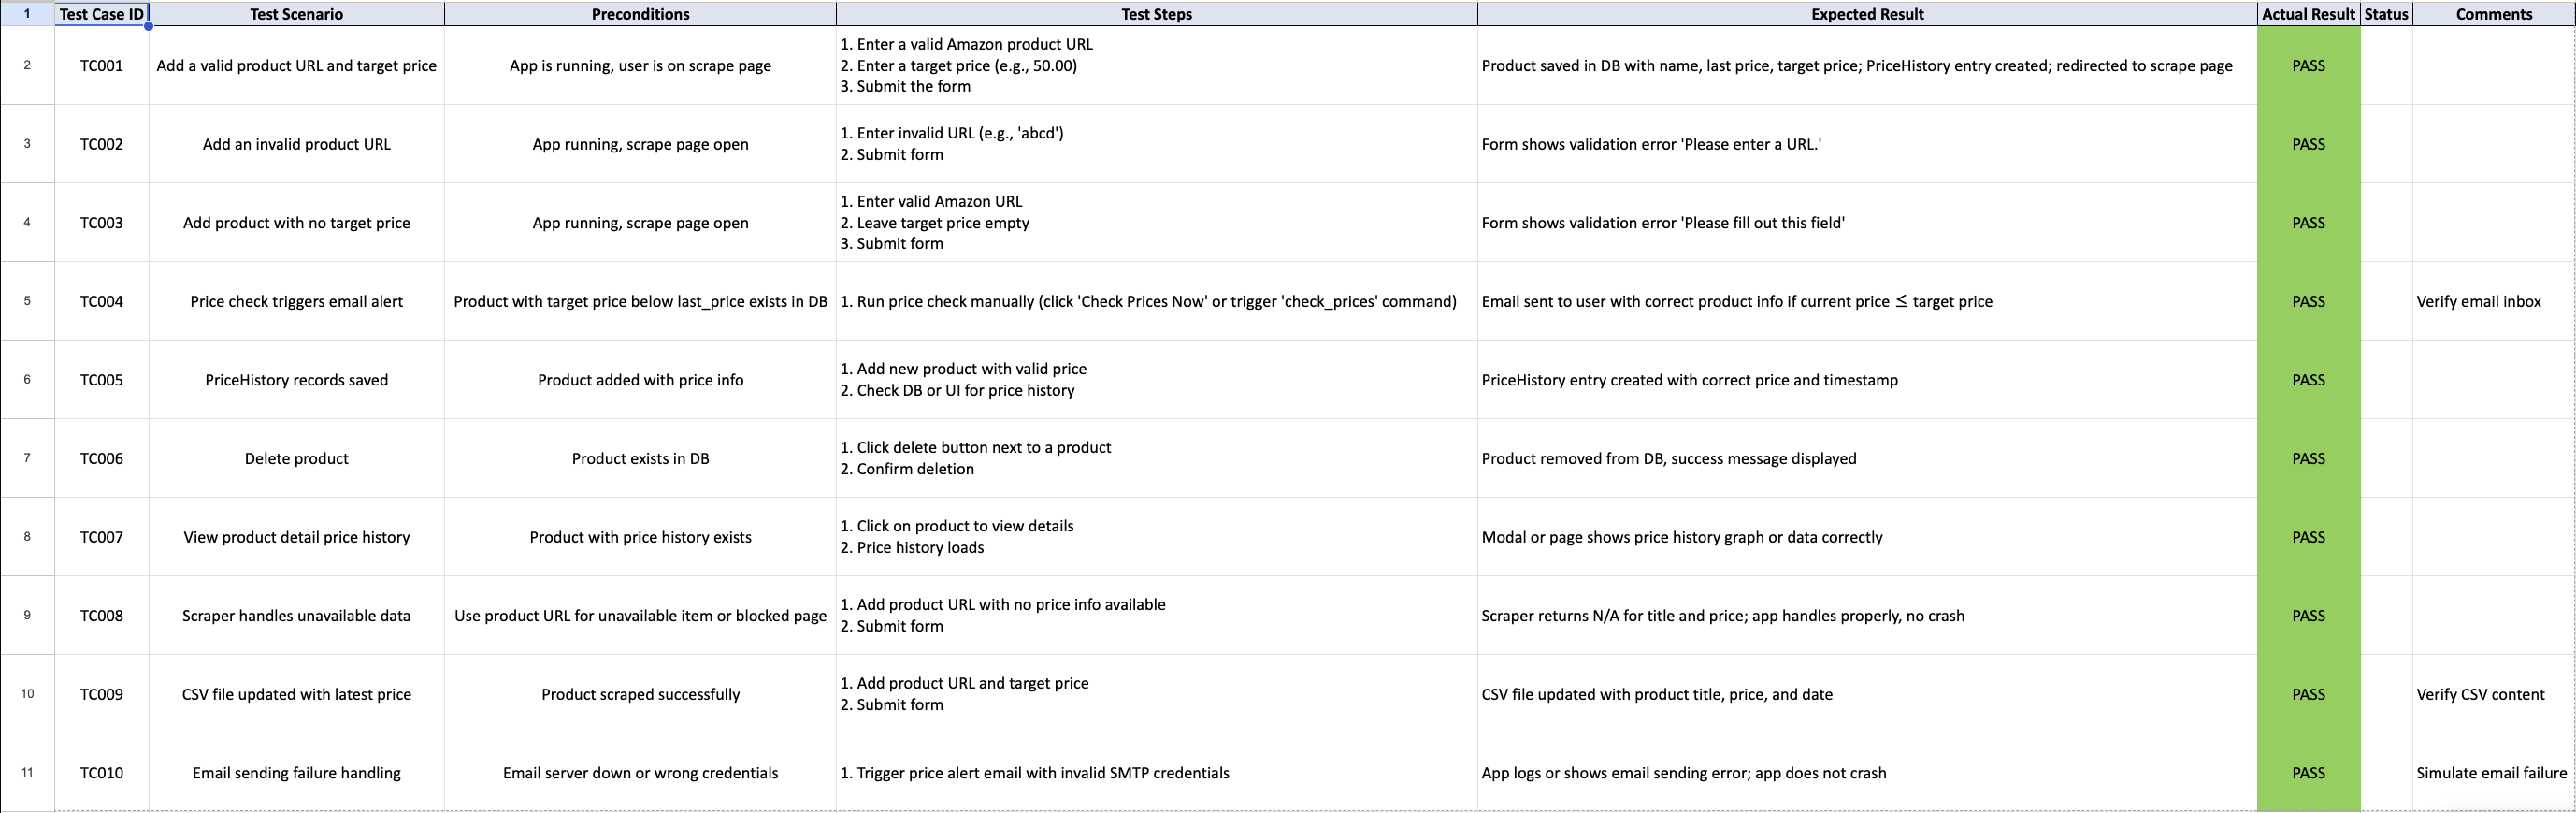 1 Test Case ID Test Scenario Preconditions Test Steps Expected Result Actual Result Status Comments
2 TC001 Add a valid product URL and target price App is running, user is on scrape page
1. Enter a valid Amazon product URL
2. Enter a target price (e.g., 50.00)
3. Submit the form
Product saved in DB with name, last price, target price; PriceHistory entry created; redirected to scrape page PASS
3 TC002 Add an invalid product URL App running, scrape page open
1. Enter invalid URL (e.g., 'abcd')
2. Submit form
Form shows validation error 'Please enter a URL.' PASS
4 TC003 Add product with no target price App running, scrape page open
1. Enter valid Amazon URL
2. Leave target price empty
3. Submit form
Form shows validation error 'Please fill out this field' PASS
5 TC004 Price check triggers email alert Product with target price below last_price exists in DB
1. Run price check manually (click 'Check Prices Now' or trigger 'check_prices' command)
Email sent to user with correct product info if current price ≤ target price PASS Verify email inbox
6 TC005 PriceHistory records saved Product added with price info
1. Add new product with valid price
2. Check DB or UI for price history
PriceHistory entry created with correct price and timestamp PASS
7 TC006 Delete product Product exists in DB
1. Click delete button next to a product
2. Confirm deletion
Product removed from DB, success message displayed PASS
8 TC007 View product detail price history Product with price history exists
1. Click on product to view details
2. Price history loads
Modal or page shows price history graph or data correctly PASS
9 TC008 Scraper handles unavailable data Use product URL for unavailable item or blocked page
1. Add product URL with no price info available
2. Submit form
Scraper returns N/A for title and price; app handles properly, no crash PASS
10 TC009 CSV file updated with latest price Product scraped successfully
1. Add product URL and target price
2. Submit form
CSV file updated with product title, price, and date PASS Verify CSV content
11 TC010 Email sending failure handling Email server down or wrong credentials
1. Trigger price alert email with invalid SMTP credentials
App logs or shows email sending error; app does not crash PASS Simulate email failure